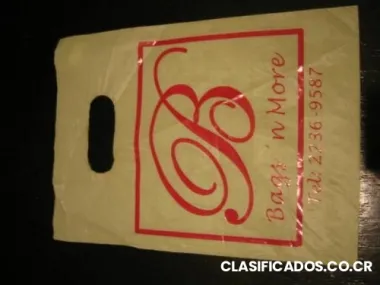 B
Bags 'n More
Tel: 2236-9587
CLASIFICADOS.CO.CR